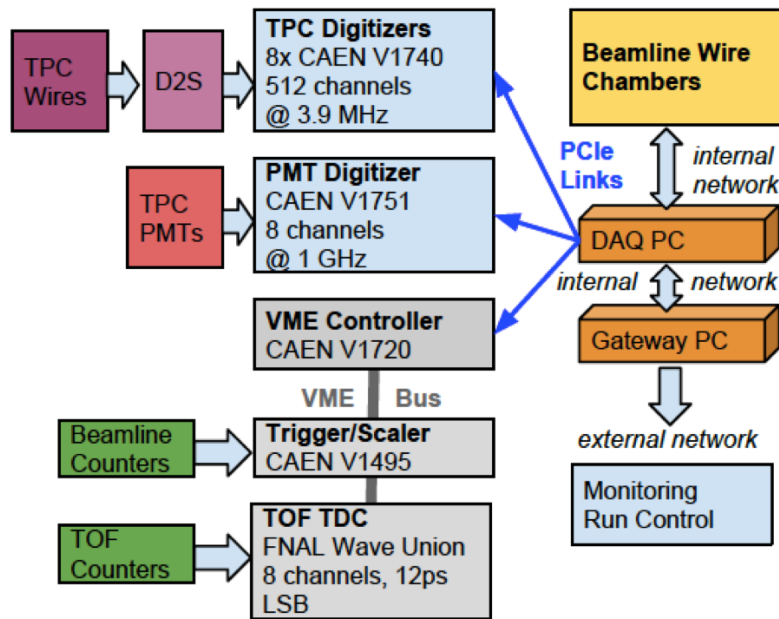 TPC
Wires
D2S
TPC Digitizers
8x CAEN V1740
512 channels
@ 3.9 MHz
Beamline Wire
Chambers
PCIe
Links
internal
network
TPC
PMTs
PMT Digitizer
CAEN V1751
8 channels
@ 1 GHz
DAQ PC
internal network
Gateway PC
VME Controller
CAEN V1720
VME Bus
external network
Beamline
Counters
Trigger/Scaler
CAEN V1495
Monitoring
Run Control
TOF
Counters
TOF TDC
FNAL Wave Union
8 channels, 12ps
LSB